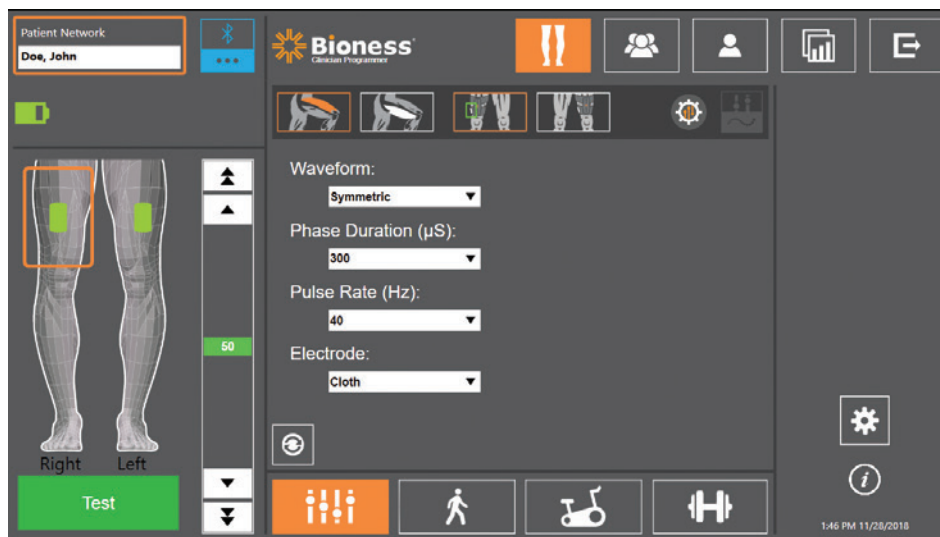 Patient Network
Doe, John
Bioness
Clinician Programmer
Waveform:
Symmetric
Phase Duration (µS):
300
Pulse Rate (Hz):
40
Electrode:
Cloth
50
Right Left
Test
1:46 PM 11/28/2018